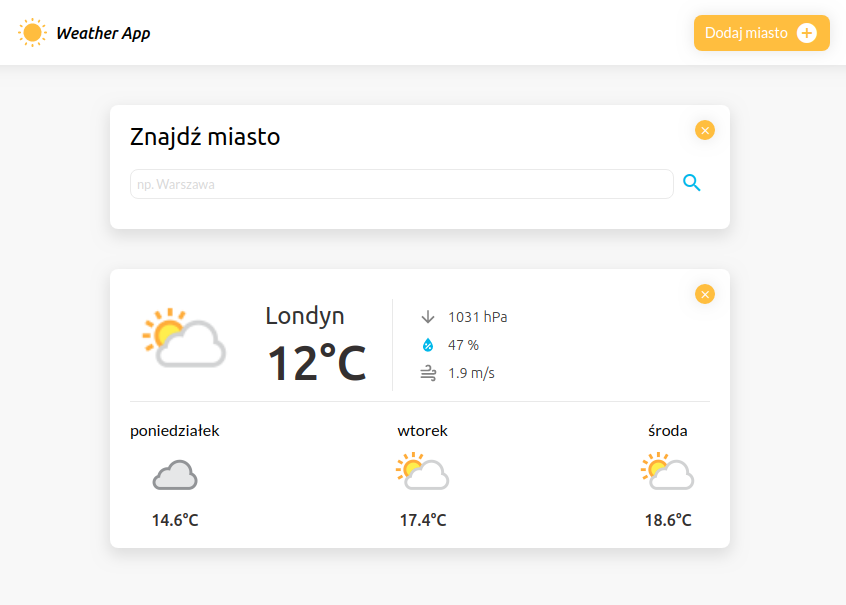 Weather App
Dodaj miasto
Znajdź miasto
np. Warszawa
Londyn
12°C
1031 hPa
47 %
1.9 m/s
poniedziałek wtorek środa
14.6°C 17.4°C 18.6°C